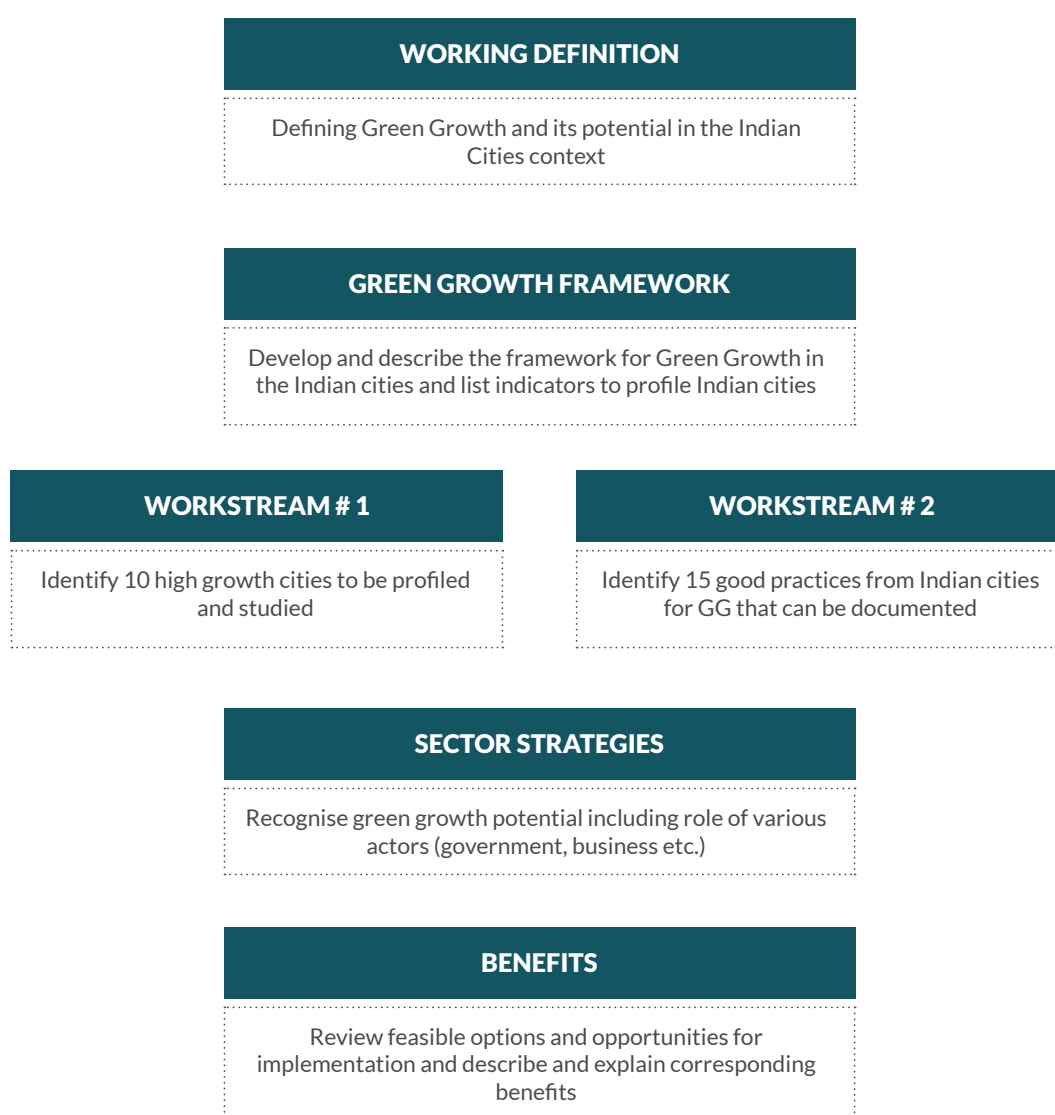 WORKING DEFINITION
Defining Green Growth and its potential in the Indian
Cities context
GREEN GROWTH FRAMEWORK
Develop and describe the framework for Green Growth in
the Indian cities and list indicators to profile Indian cities
WORKSTREAM # 1
Identify 10 high growth cities to be profiled
and studied
WORKSTREAM # 2
Identify 15 good practices from Indian cities
for GG that can be documented
SECTOR STRATEGIES
Recognise green growth potential including role of various
actors (government, business etc.)
BENEFITS
Review feasible options and opportunities for
implementation and describe and explain corresponding
benefits